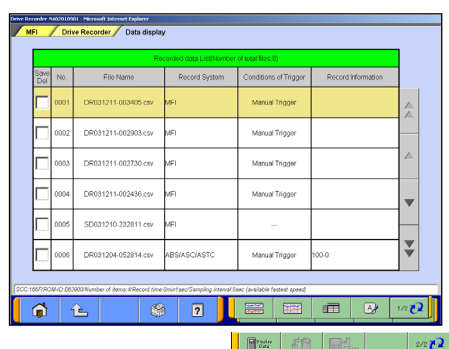 Drive Recorder N402010901 - Microsoft Internet Explorer
MFI Drive Recorder Data display
Recorded data List(Number of total files:8)
Save Del No. File Name Record System Conditions of Trigger Record Information
0001 DR031211-003405.csv MFI Manual Trigger
0002 DR031211-002903.csv MFI Manual Trigger
0003 DR031211-002730.csv MFI Manual Trigger
0004 DR031211-002436.csv MFI Manual Trigger
0005 SD031210-232811.csv MFI ---
0006 DR031204-052814.csv ABS/ASC/ASTC Manual Trigger 100-0
SCC:166F/ROM-ID:B63900/Number of items:4/Record time:0min1sec/Sampling interval:0sec (available fastest speed)
? 1/2
Display Data 2/2